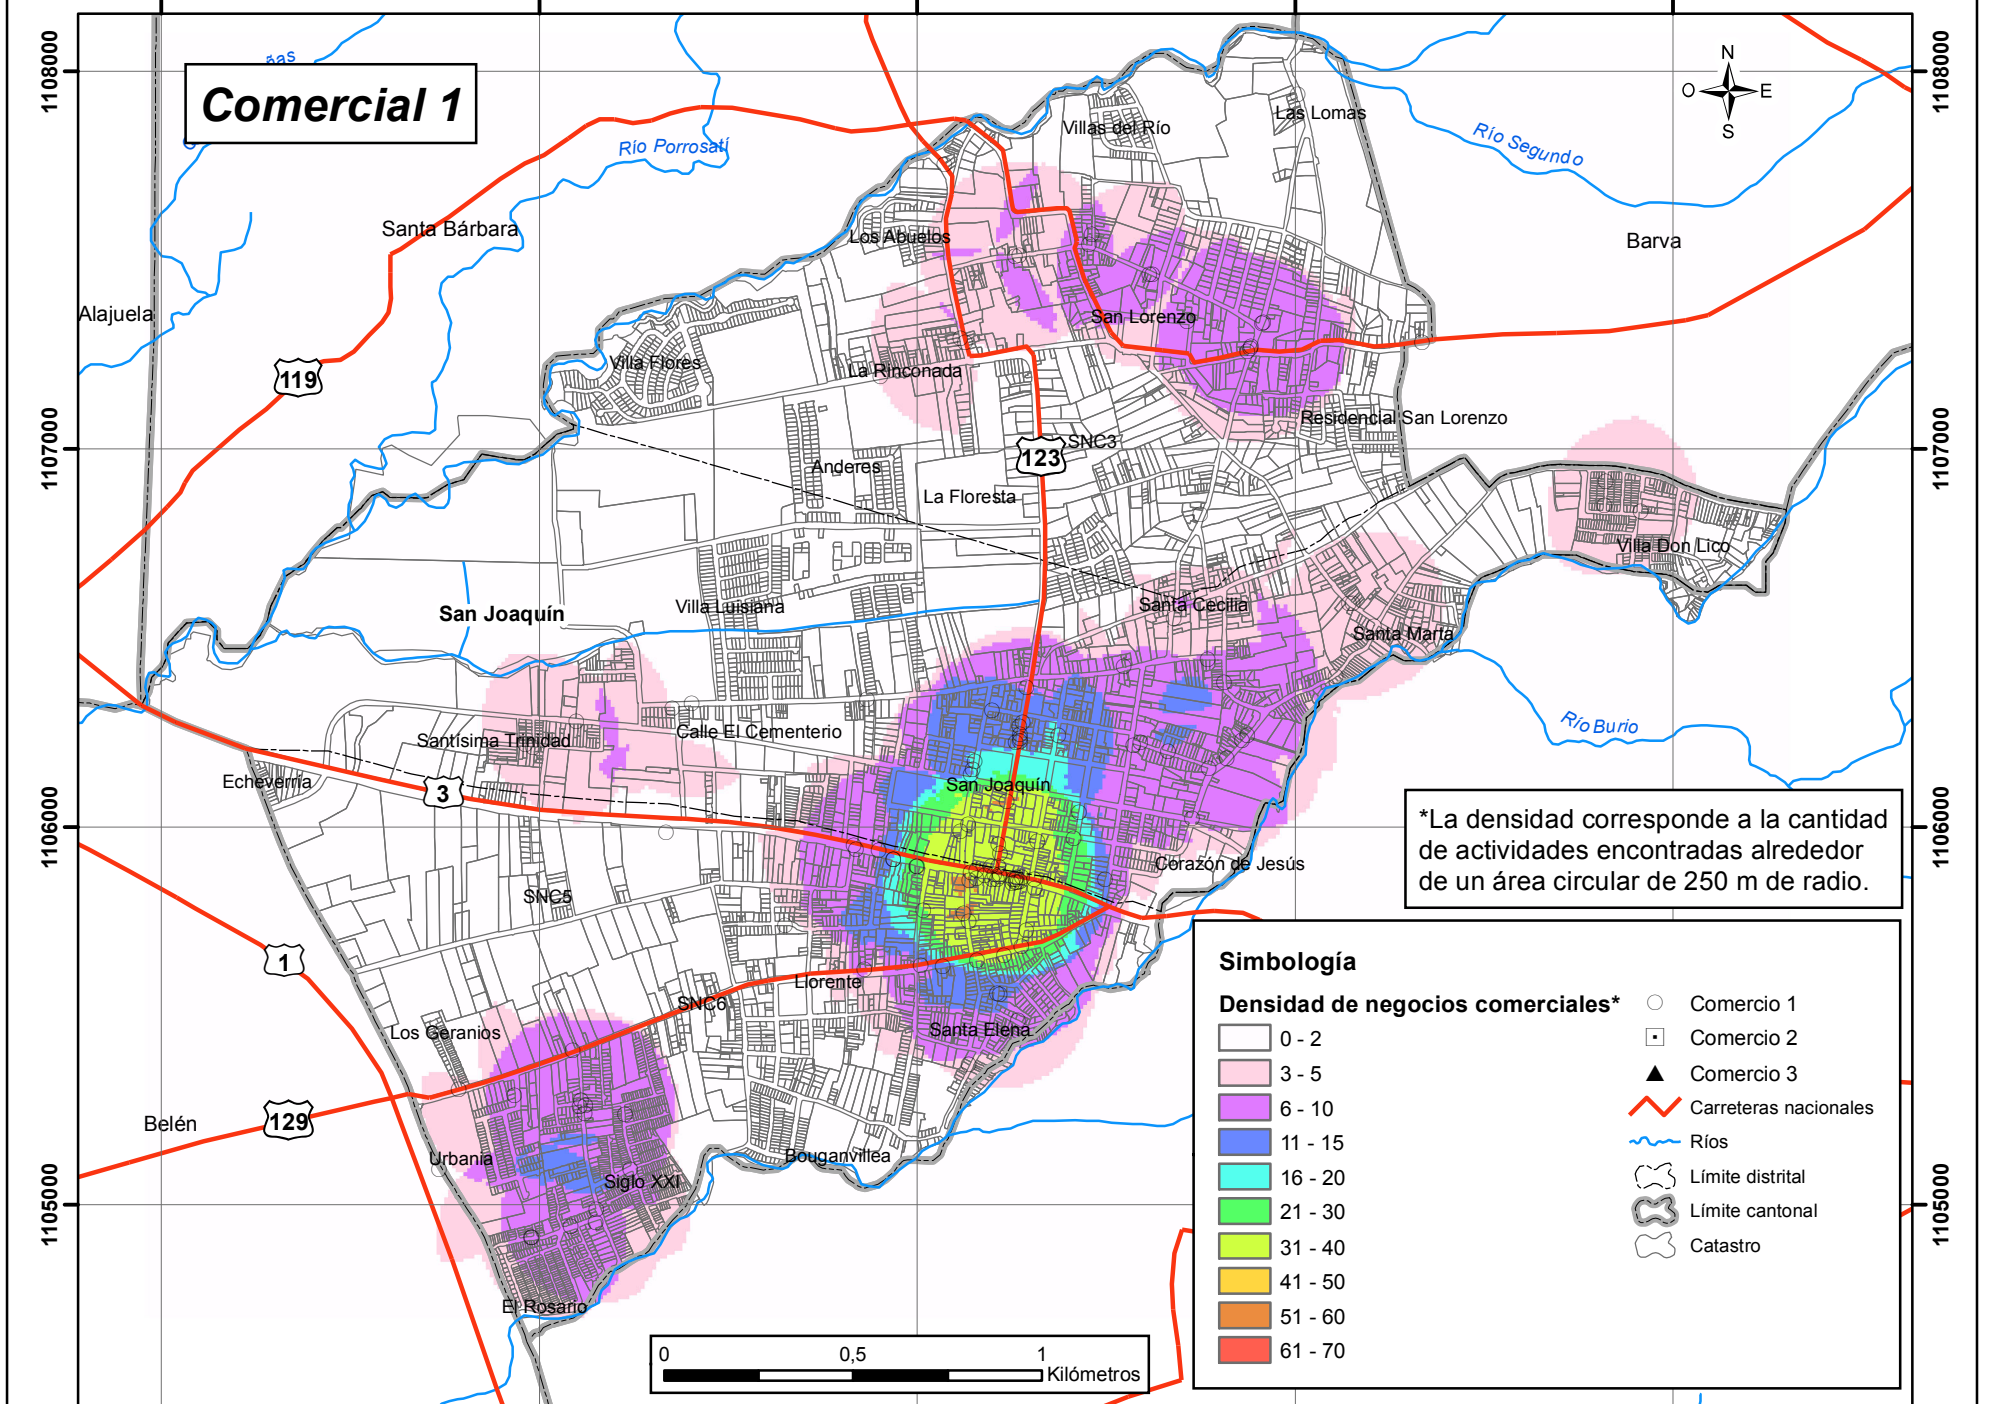 1108000
1107000
1106000
1105000
1108000
1107000
1106000
1105000
Comercial 1
N
O
E
S
Río Porrosatí
Río Segundo
Villas del Río
Las Lomas
Santa Bárbara
Los Abuelos
Barva
Alajuela
San Lorenzo
Villa Flores
La Rinconada
119
Residencial San Lorenzo
SNC3
123
Anderes
La Floresta
Villa Don Lico
San Joaquín
Villa Luisiana
Santa Cecilia
Santa Marta
Río Burio
Santísima Trinidad
Calle El Cementerio
Echeverría
3
San Joaquín
Corazón de Jesús
SNC5
1
Llorente
SNC6
Los Geranios
Santa Elena
Belén
129
Urbania
Bouganvillea
Siglo XXI
El Rosario
*La densidad corresponde a la cantidad
de actividades encontradas alrededor
de un área circular de 250 m de radio.
Simbología
Densidad de negocios comerciales*
0 - 2
3 - 5
6 - 10
11 - 15
16 - 20
21 - 30
31 - 40
41 - 50
51 - 60
61 - 70
Comercio 1
Comercio 2
Comercio 3
Carreteras nacionales
Ríos
Límite distrital
Límite cantonal
Catastro
0 0,5 1
Kilómetros